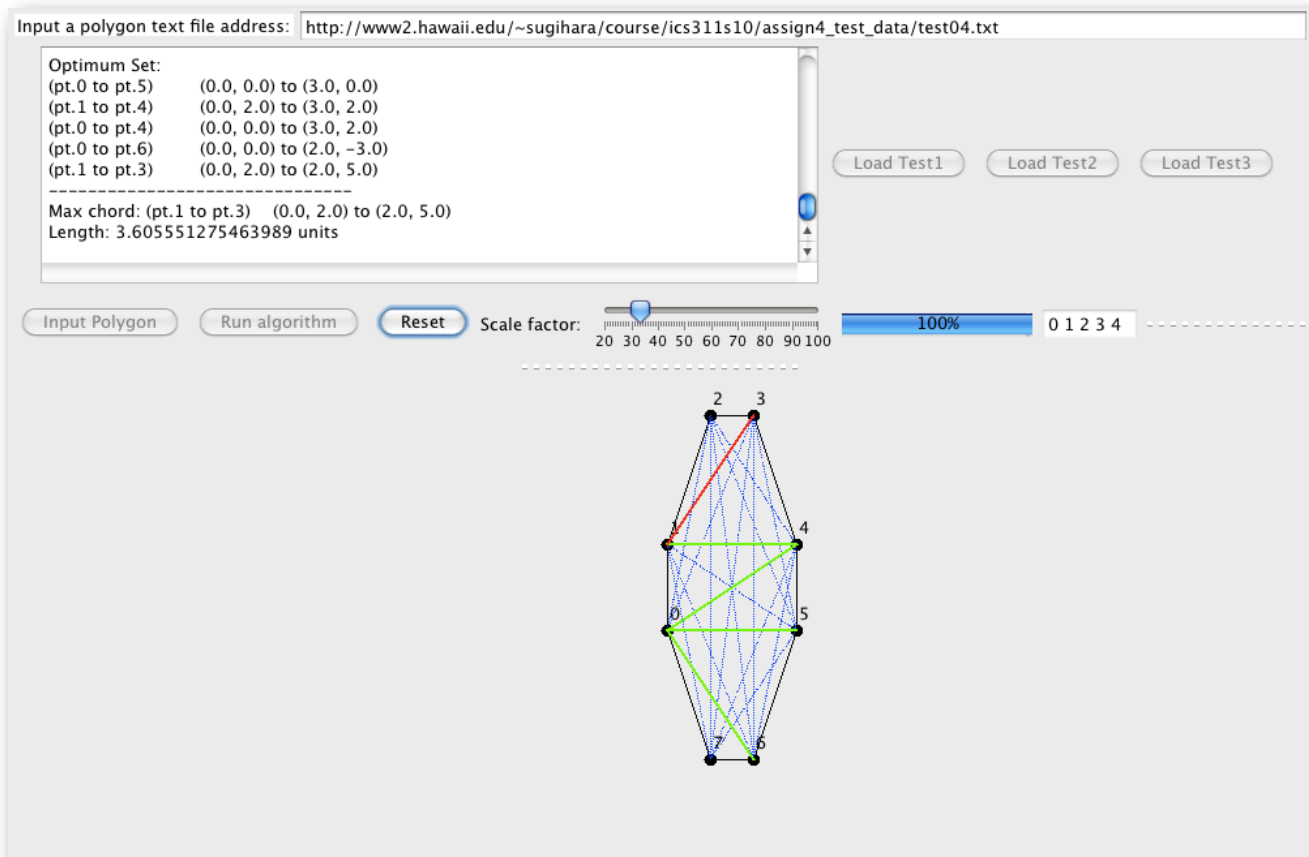 Input a polygon text file address: http://www2.hawaii.edu/~sugihara/course/ics311s10/assign4_test_data/test04.txt
Optimum Set:
(pt.0 to pt.5) (0.0, 0.0) to (3.0, 0.0)
(pt.1 to pt.4) (0.0, 2.0) to (3.0, 2.0)
(pt.0 to pt.4) (0.0, 0.0) to (3.0, 2.0)
(pt.0 to pt.6) (0.0, 0.0) to (2.0, -3.0)
(pt.1 to pt.3) (0.0, 2.0) to (2.0, 5.0)
--------------------------------
Max chord: (pt.1 to pt.3) (0.0, 2.0) to (2.0, 5.0)
Length: 3.605551275463989 units
Load Test1 Load Test2 Load Test3
Input Polygon Run algorithm Reset Scale factor: 100% 0 1 2 3 4
20 30 40 50 60 70 80 90 100
2 3
1 4
0 5
7 6